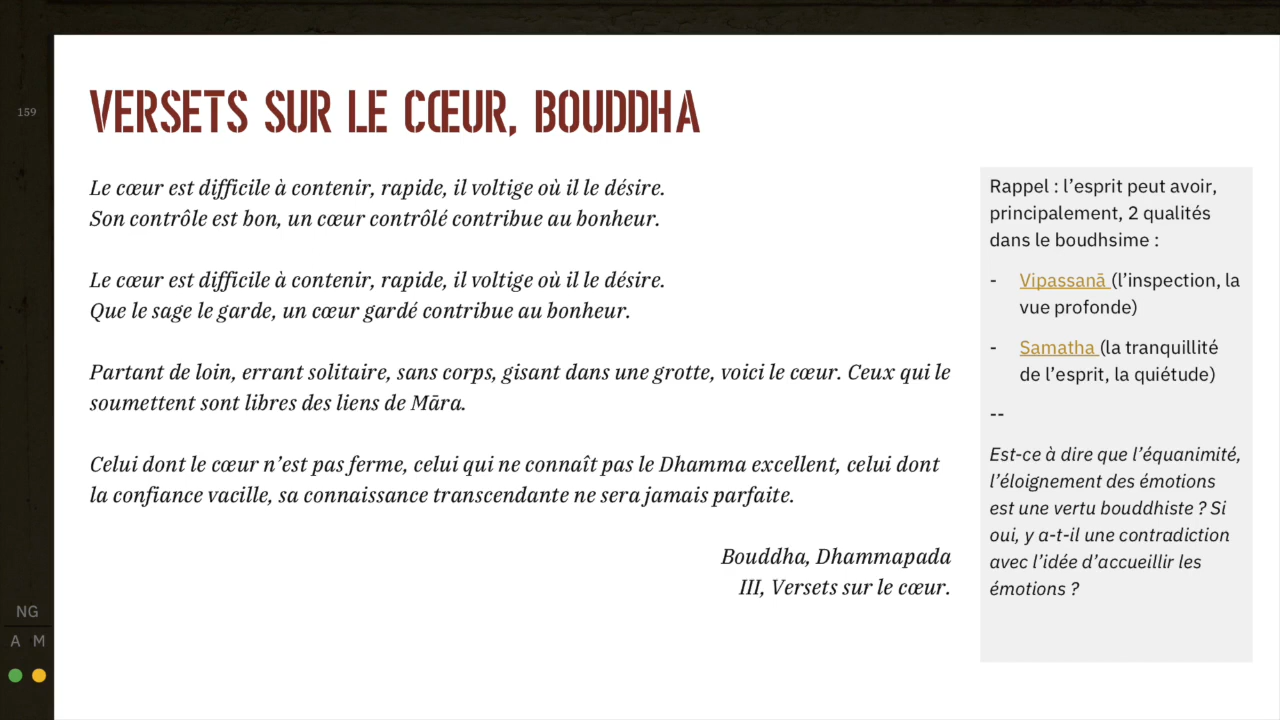 159
VERSETS SUR LE CŒUR, BOUDDHA
Le cœur est difficile à contenir, rapide, il voltige où il le désire.
Son contrôle est bon, un cœur contrôlé contribue au bonheur.
Le cœur est difficile à contenir, rapide, il voltige où il le désire.
Que le sage le garde, un cœur gardé contribue au bonheur.
Partant de loin, errant solitaire, sans corps, gisant dans une grotte, voici le cœur. Ceux qui le
soumettent sont libres des liens de Māra.
Celui dont le cœur n’est pas ferme, celui qui ne connaît pas le Dhamma excellent, celui dont
la confiance vacille, sa connaissance transcendante ne sera jamais parfaite.
Bouddha, Dhammapada
III, Versets sur le cœur.
Rappel : l’esprit peut avoir,
principalement, 2 qualités
dans le boudhsime :
- Vipassanā (l’inspection, la
vue profonde)
- Samatha (la tranquillité
de l’esprit, la quiétude)
--
Est-ce à dire que l’équanimité,
l’éloignement des émotions
est une vertu bouddhiste ? Si
oui, y a-t-il une contradiction
avec l’idée d’accueillir les
émotions ?
NG
A M